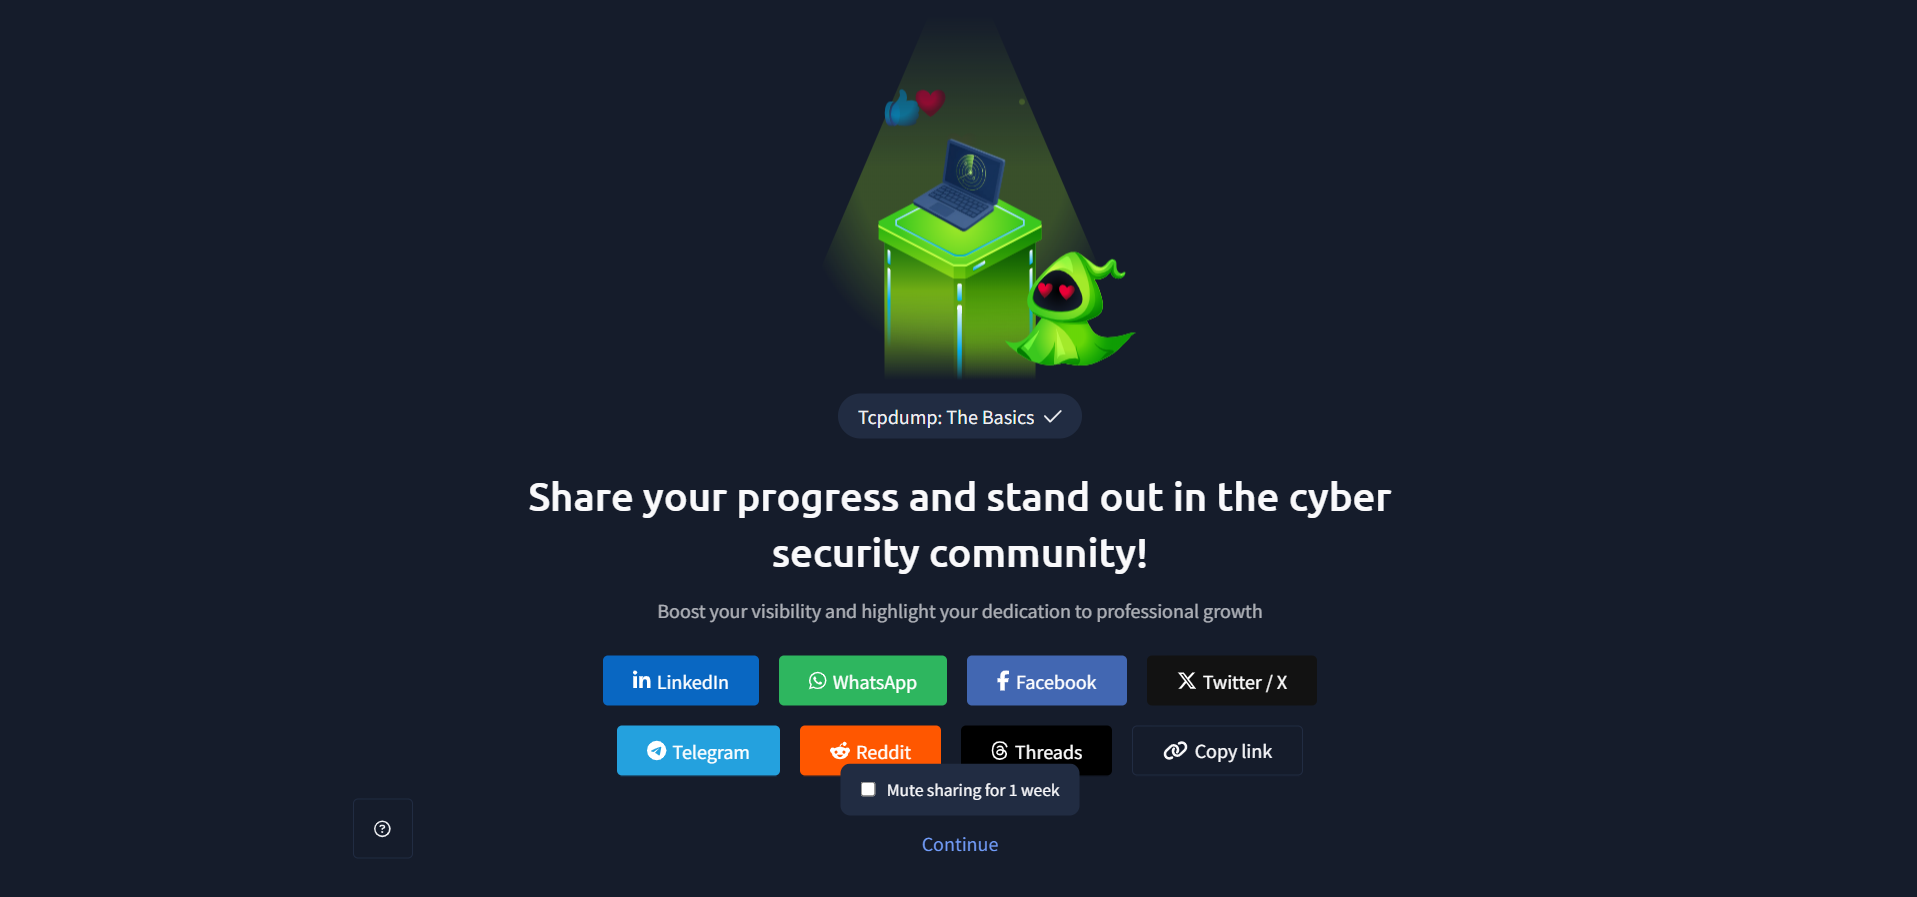 Tcpdump: The Basics
Share your progress and stand out in the cyber
security community!
Boost your visibility and highlight your dedication to professional growth
LinkedIn WhatsApp Facebook Twitter / X
Telegram Reddit Threads Copy link
Mute sharing for 1 week
Continue